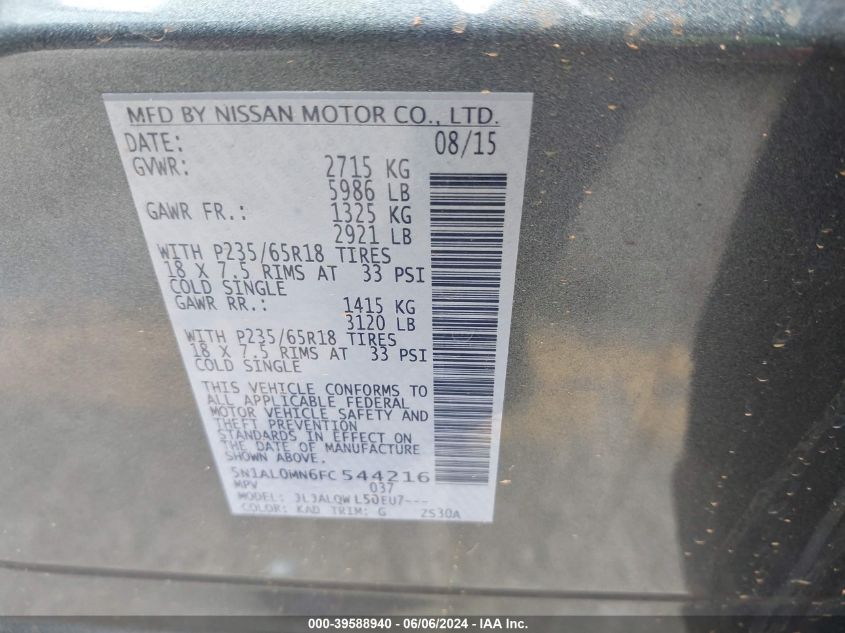 MFD BY NISSAN MOTOR CO., LTD.
DATE: 08/15
GVWR: 2715 KG
5986 LB
GAWR FR.: 1325 KG
2921 LB
WITH P235/65R18 TIRES
18 X 7.5 RIMS AT 33 PSI
COLD SINGLE
GAWR RR.: 1415 KG
3120 LB
WITH P235/65R18 TIRES
18 X 7.5 RIMS AT 33 PSI
COLD SINGLE
THIS VEHICLE CONFORMS TO
ALL APPLICABLE FEDERAL
MOTOR VEHICLE SAFETY AND
THEFT PREVENTION
STANDARDS IN EFFECT ON
THE DATE OF MANUFACTURE
SHOWN ABOVE.
5N1AL0MN6FC 544216
MPV 037
MODEL:
COLOR: KAD TRIM: G 2S30A
000-39588940 - 06/06/2024 - IAA Inc.